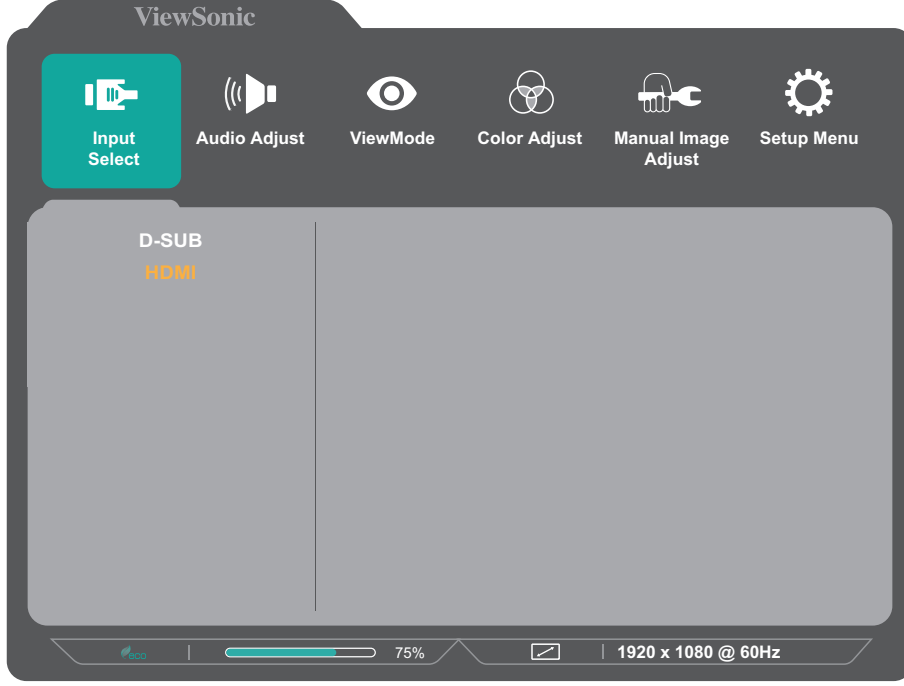 ViewSonic
Input
Select
Audio Adjust
ViewMode
Color Adjust
Manual Image
Adjust
Setup Menu
D-SUB
HDMI
eco
75%
1920 x 1080 @ 60Hz